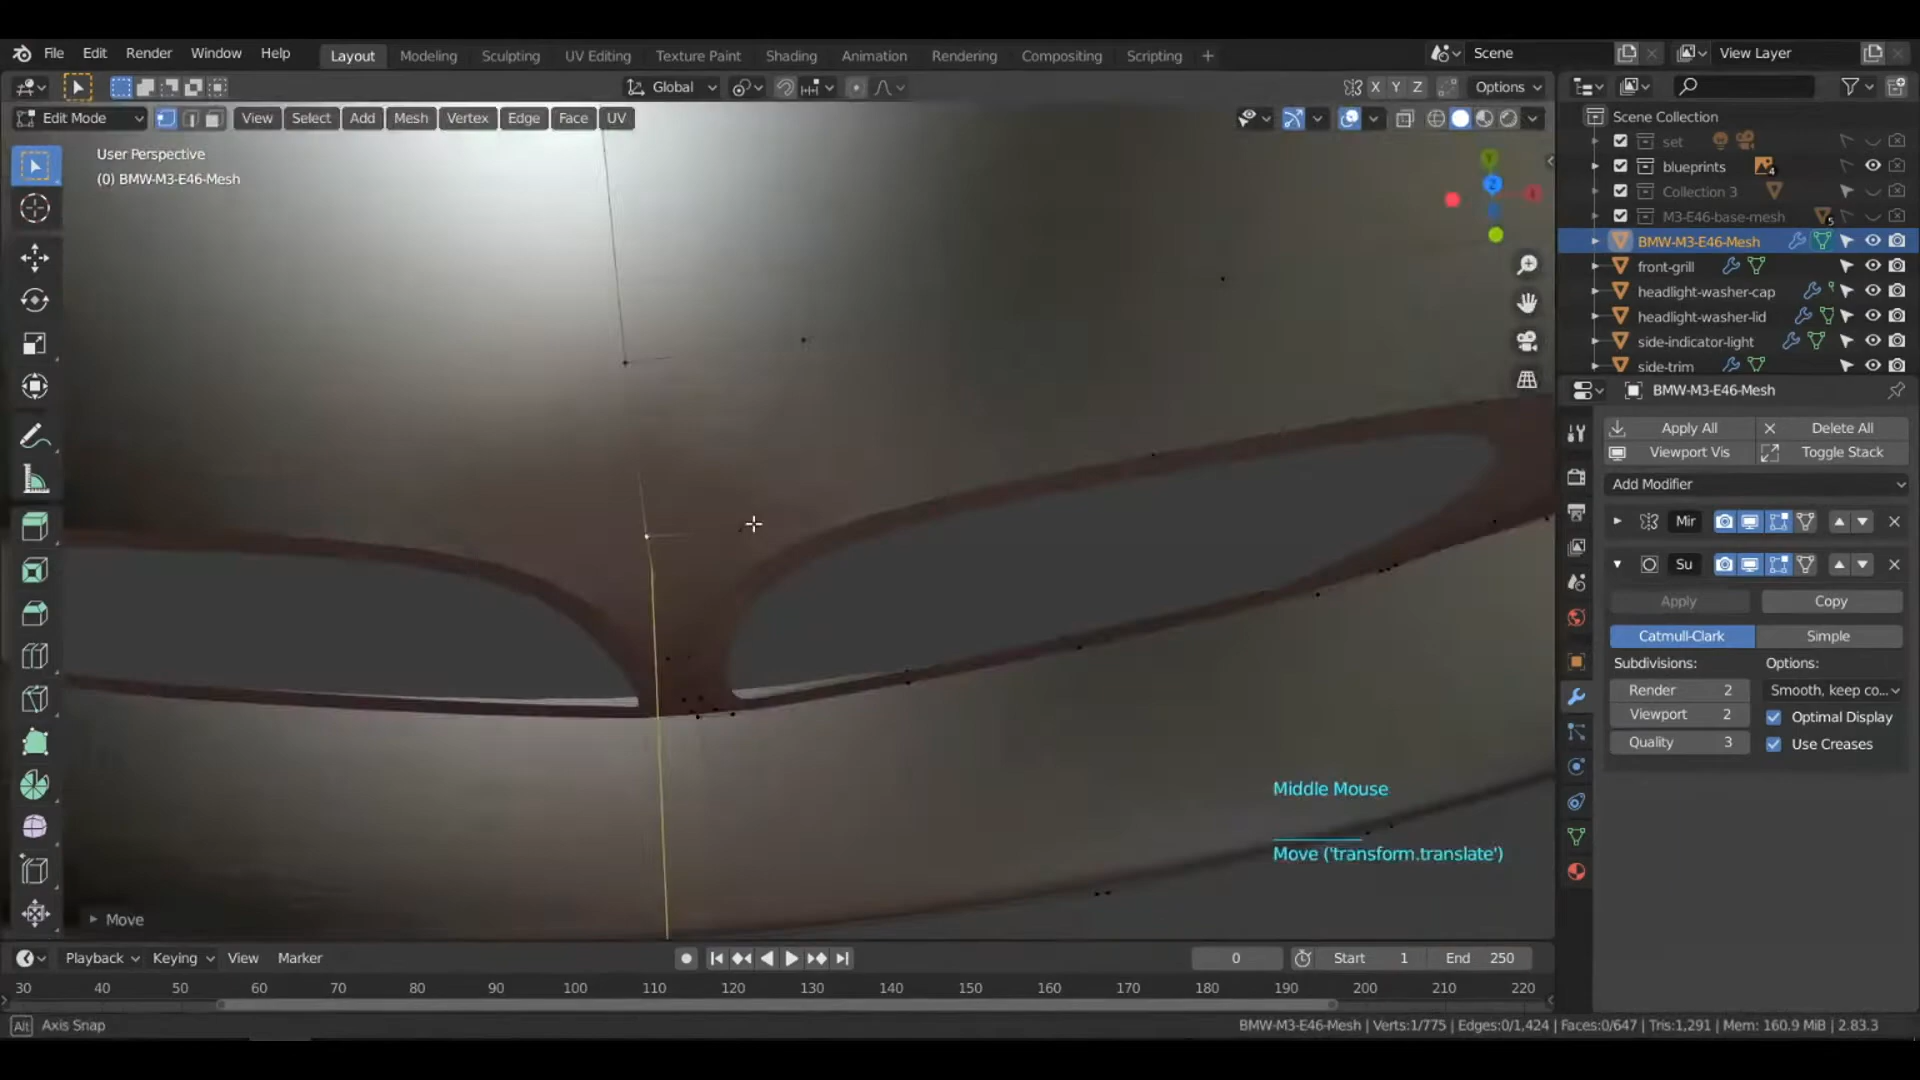 File Edit Render Window Help Layout Modeling Sculpting UV Editing Texture Paint Shading Animation Rendering Compositing Scripting + Scene View Layer
Global X Y Z Options
Edit Mode View Select Add Mesh Vertex Edge Face UV
User Perspective
(0) BMW-M3-E46-Mesh
Y
Z
Scene Collection
set
blueprints 4
Collection 3
M3-E46-base-mesh 5
BMW-M3-E46-Mesh
front-grill
headlight-washer-cap
headlight-washer-lid
side-indicator-light
side-trim
BMW-M3-E46-Mesh
Apply All Delete All
Viewport Vis Toggle Stack
Add Modifier
Mir
Su
Apply Copy
Catmull-Clark Simple
Subdivisions: Options:
Render 2 Smooth, keep co...
Viewport 2 Optimal Display
Quality 3 Use Creases
Middle Mouse
Move ('transform.translate')
Move
Playback Keying View Marker 0 Start 1 End 250
30 40 50 60 70 80 90 100 110 120 130 140 150 160 170 180 190 200 210 220
Alt Axis Snap BMW-M3-E46-Mesh | Verts:1/775 | Edges:0/1,424 | Faces:0/647 | Tris:1,291 | Mem: 160.9 MiB | 2.83.3